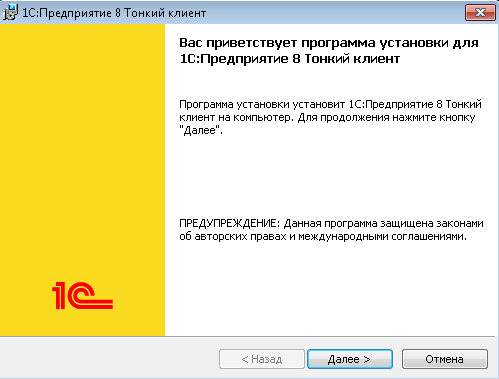 1С:Предприятие 8 Тонкий клиент
Вас приветствует программа установки для
1С:Предприятие 8 Тонкий клиент
Программа установки установит 1С:Предприятие 8 Тонкий
клиент на компьютер. Для продолжения нажмите кнопку
"Далее".
ПРЕДУПРЕЖДЕНИЕ: Данная программа защищена законами
об авторских правах и международными соглашениями.
1С
< Назад
Далее >
Отмена